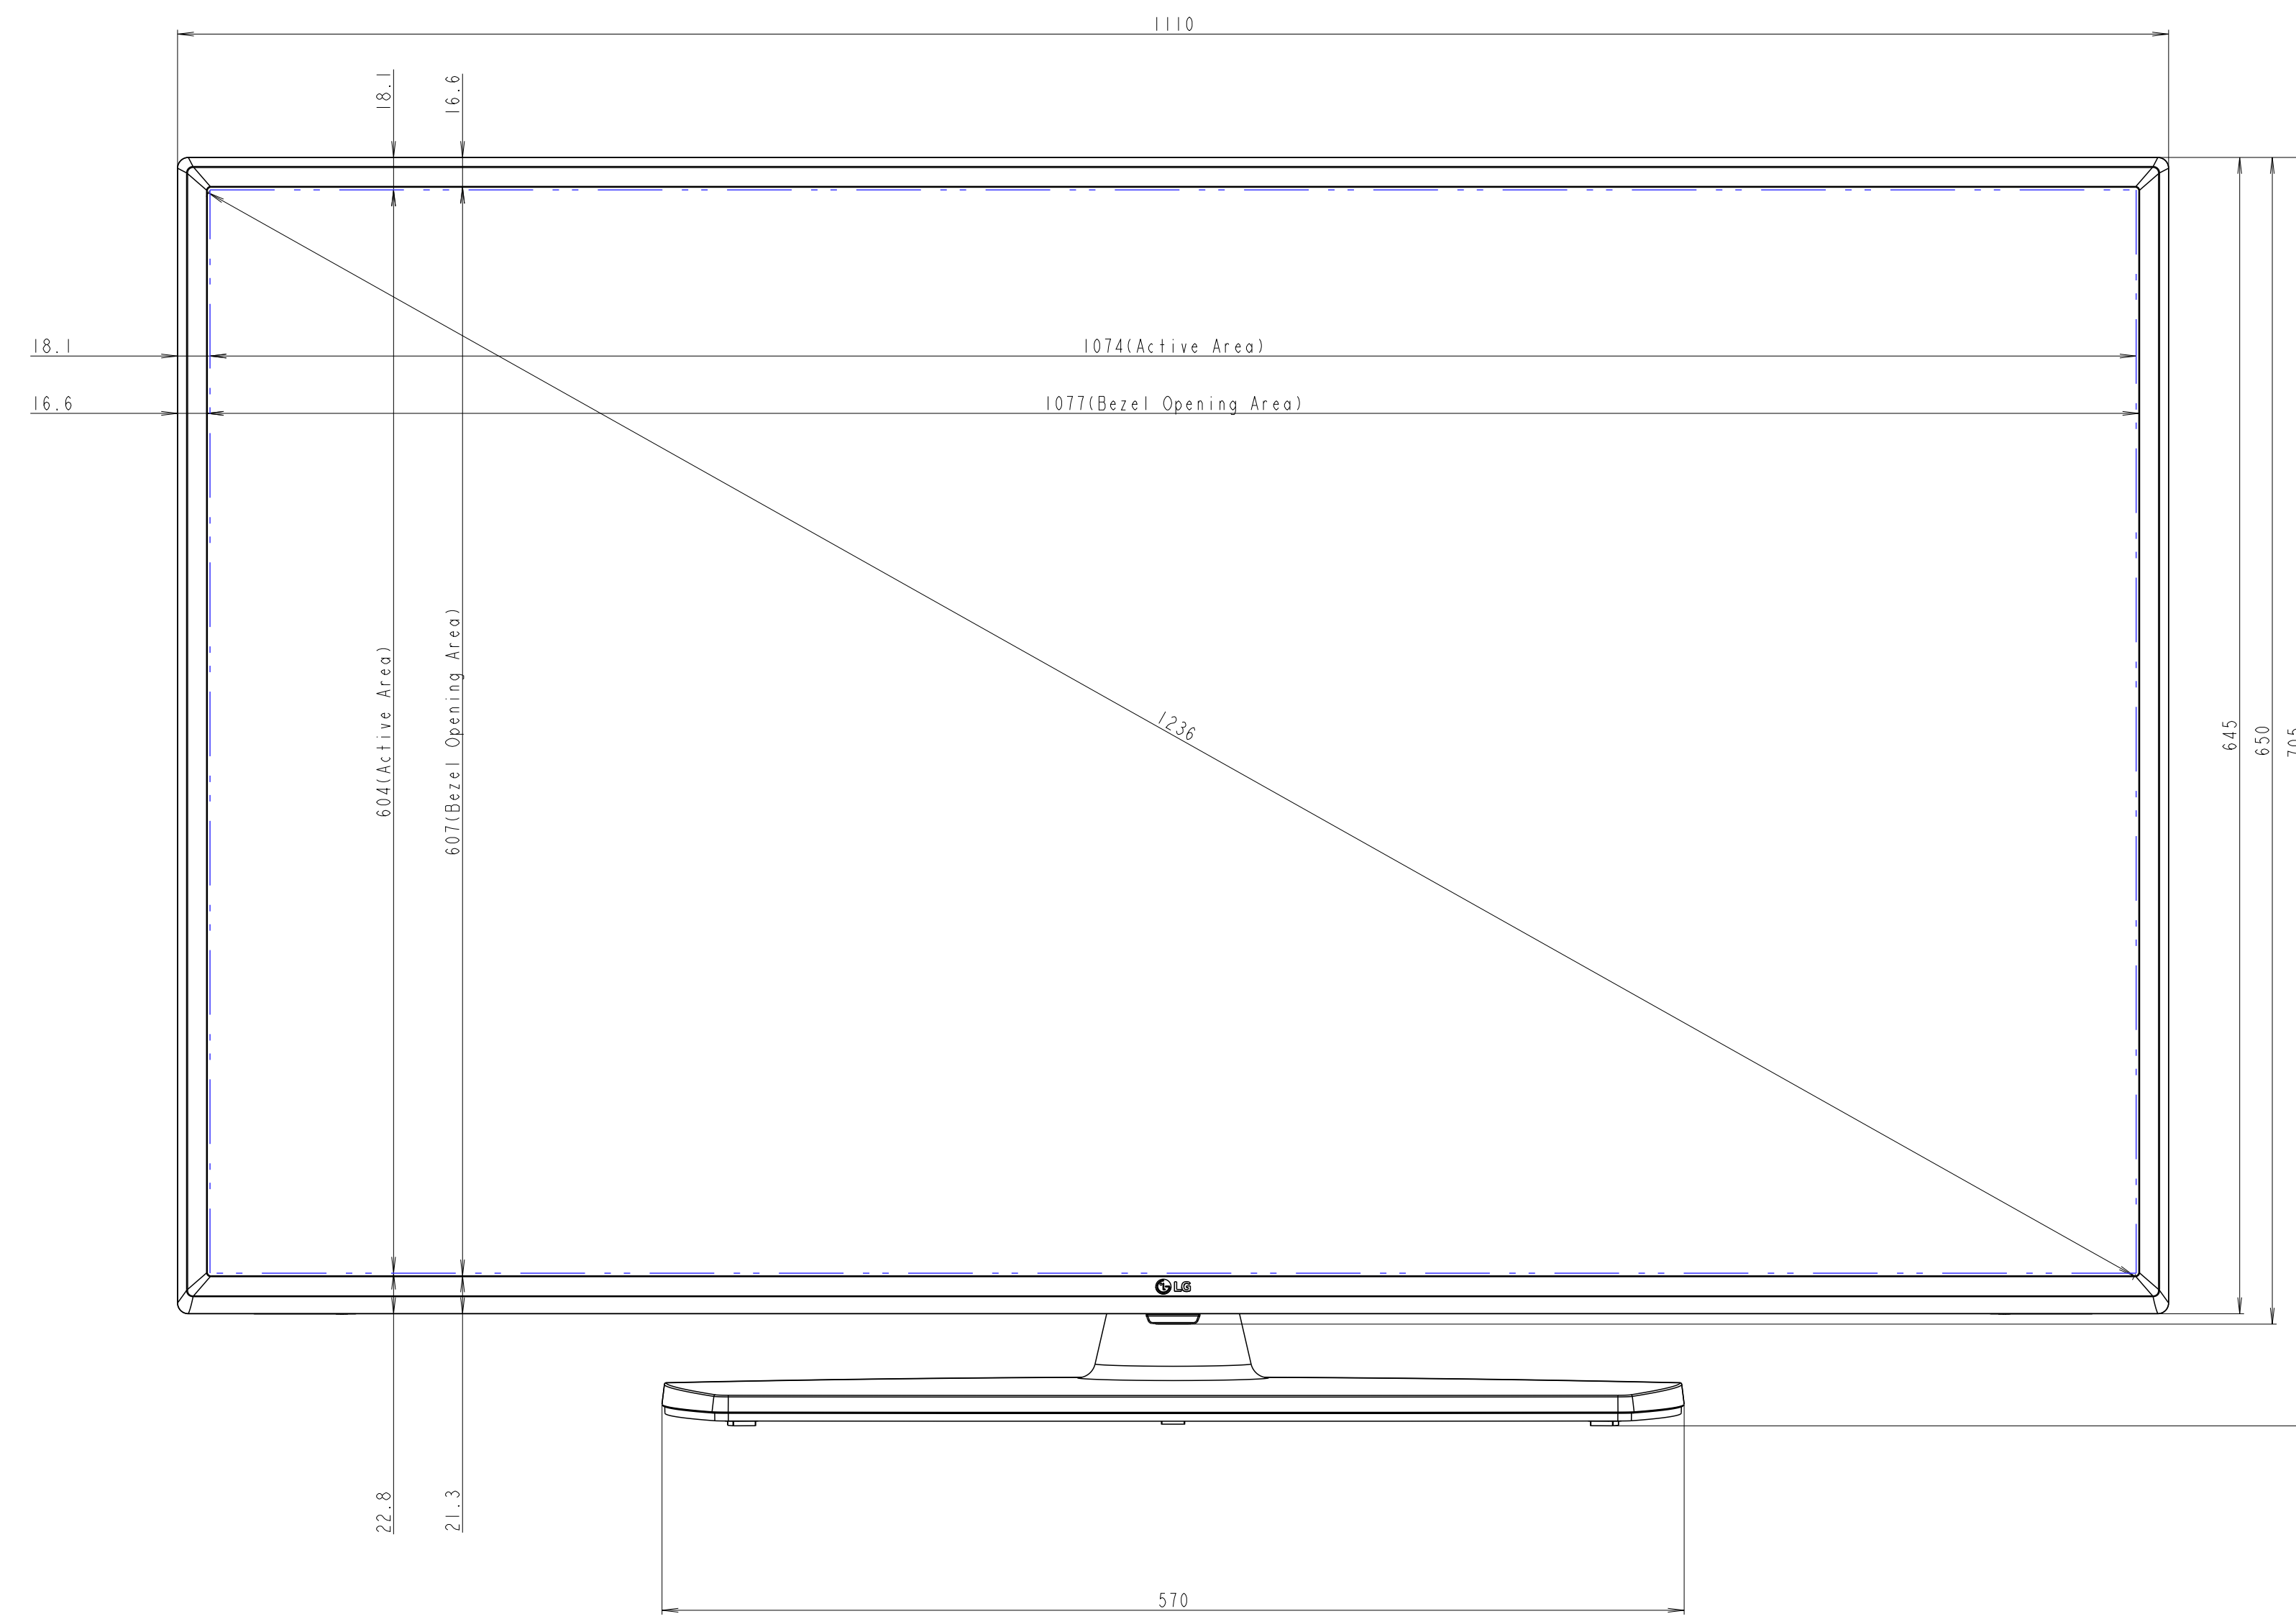 1110
18.1
16.6
18.1
1074(Active Area)
16.6
1077(Bezel Opening Area)
604(Active Area)
607(Bezel Opening Area)
1236
645
650
705
LG
22.8
21.3
570